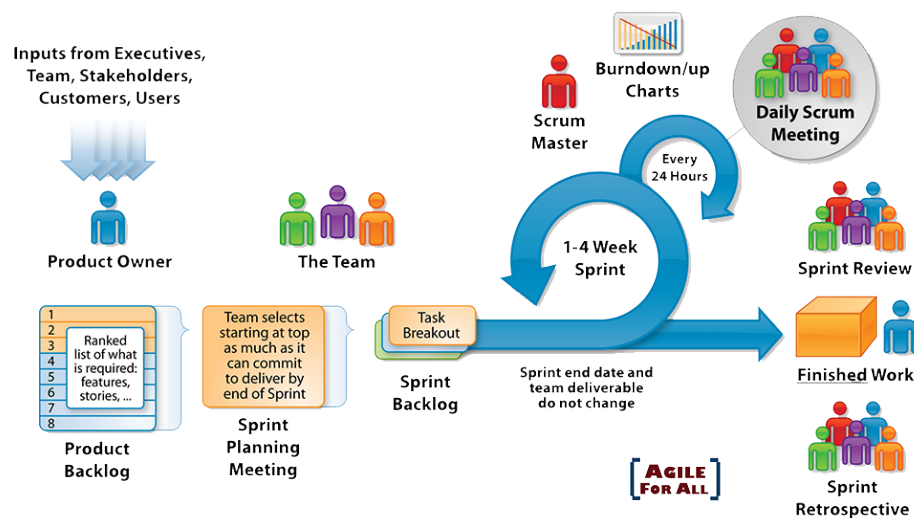 Inputs from Executives,
Team, Stakeholders,
Customers, Users
Product Owner
The Team
Scrum
Master
Burndown/up
Charts
Daily Scrum
Meeting
Every
24 Hours
1-4 Week
Sprint
Sprint Review
1
2
3
4
5
6
7
8
Ranked
list of what
is required:
features,
stories, ...
Product
Backlog
Team selects
starting at top
as much as it
can commit
to deliver by
end of Sprint
Sprint
Planning
Meeting
Task
Breakout
Sprint
Backlog
Sprint end date and
team deliverable
do not change
Finished Work
Sprint
Retrospective
AGILE
FOR ALL